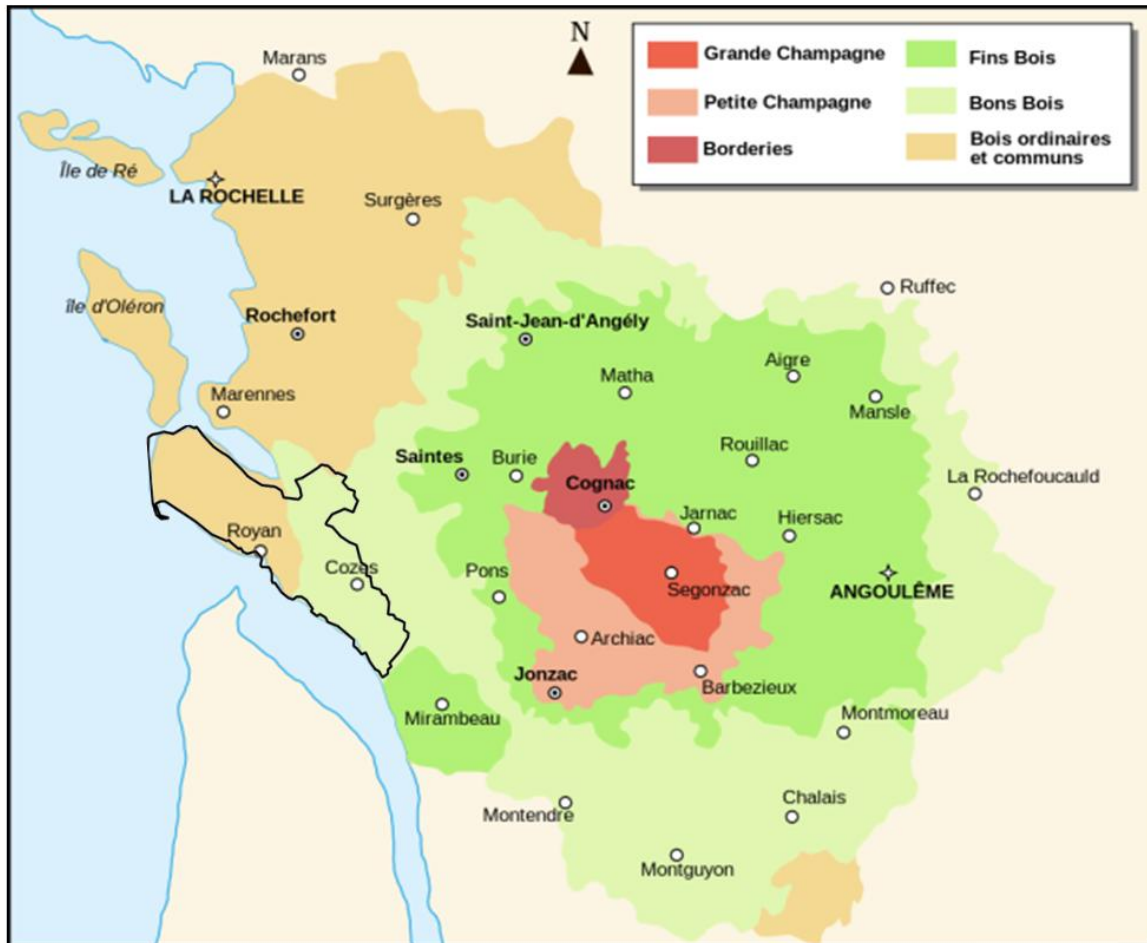 N
Grande Champagne
Petite Champagne
Borderies
Fins Bois
Bons Bois
Bois ordinaires
et communs
Marans
Île de Ré
LA ROCHELLE
Surgères
Ruffec
île d'Oléron
Rochefort
Saint-Jean-d'Angély
Aigre
Matha
Marennes
Mansle
Rouillac
Saintes
Burie
La Rochefoucauld
Cognac
Jarnac
Hiersac
Royan
Cozes
Pons
Segonzac
ANGOULÊME
Archiac
Jonzac
Barbezieux
Mirambeau
Montmoreau
Chalais
Montendre
Montguyon